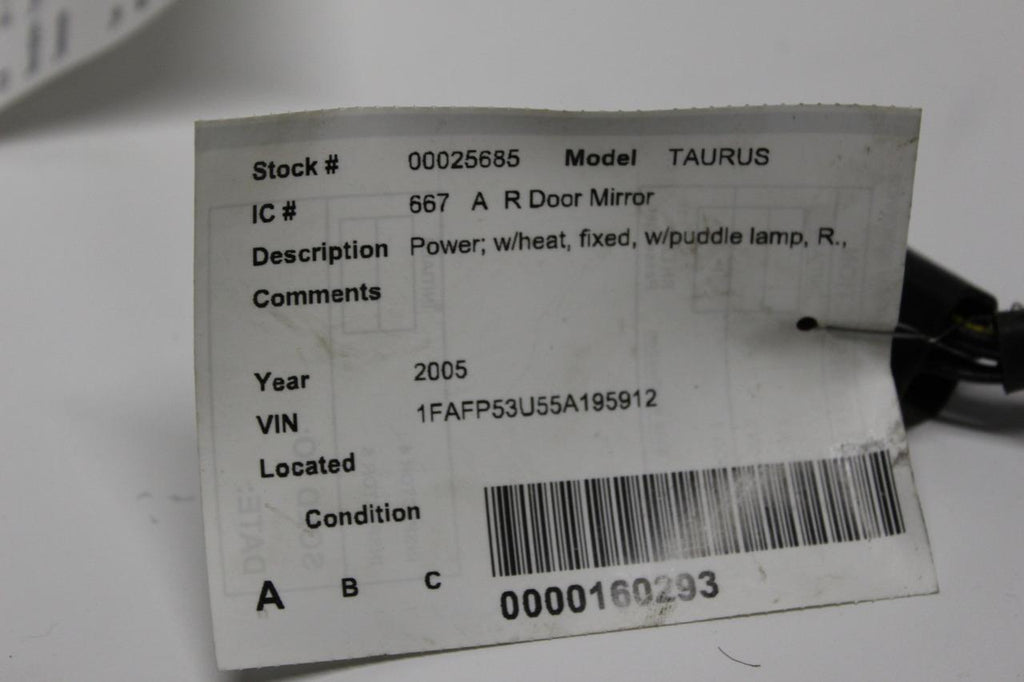 Stock # 00025685 Model TAURUS
IC # 667 A R Door Mirror
Description Power; w/heat, fixed, w/puddle lamp, R.,
Comments
Year 2005
VIN 1FAFP53U55A195912
Located
Condition
A B C
0000160293